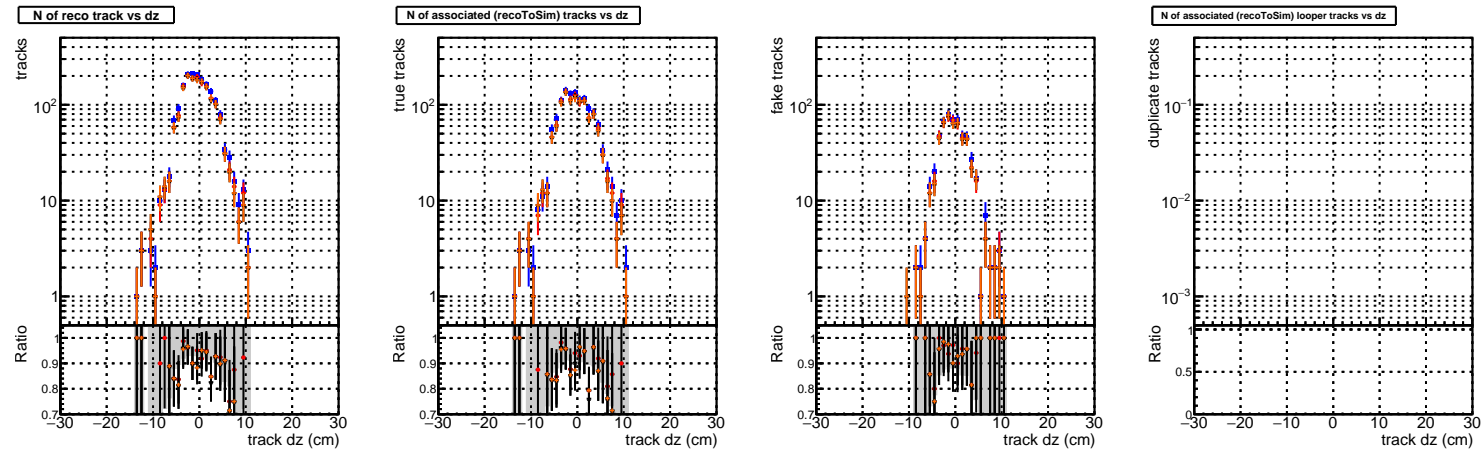 N of reco track vs dz
tracks
10²
10
1
Ratio
1
0.9
0.8
0.7
−30 −20 −10 0 10 20 30
track dz (cm)
N of associated (recoToSim) tracks vs dz
true tracks
10²
10
1
Ratio
1
0.9
0.8
0.7
−30 −20 −10 0 10 20 30
track dz (cm)
fake tracks
10²
10
1
Ratio
1
0.9
0.8
0.7
−30 −20 −10 0 10 20 30
track dz (cm)
N of associated (recoToSim) looper tracks vs dz
duplicate tracks
10⁻¹
10⁻²
10⁻³
Ratio
1
0.5
0
−30 −20 −10 0 10 20 30
track dz (cm)